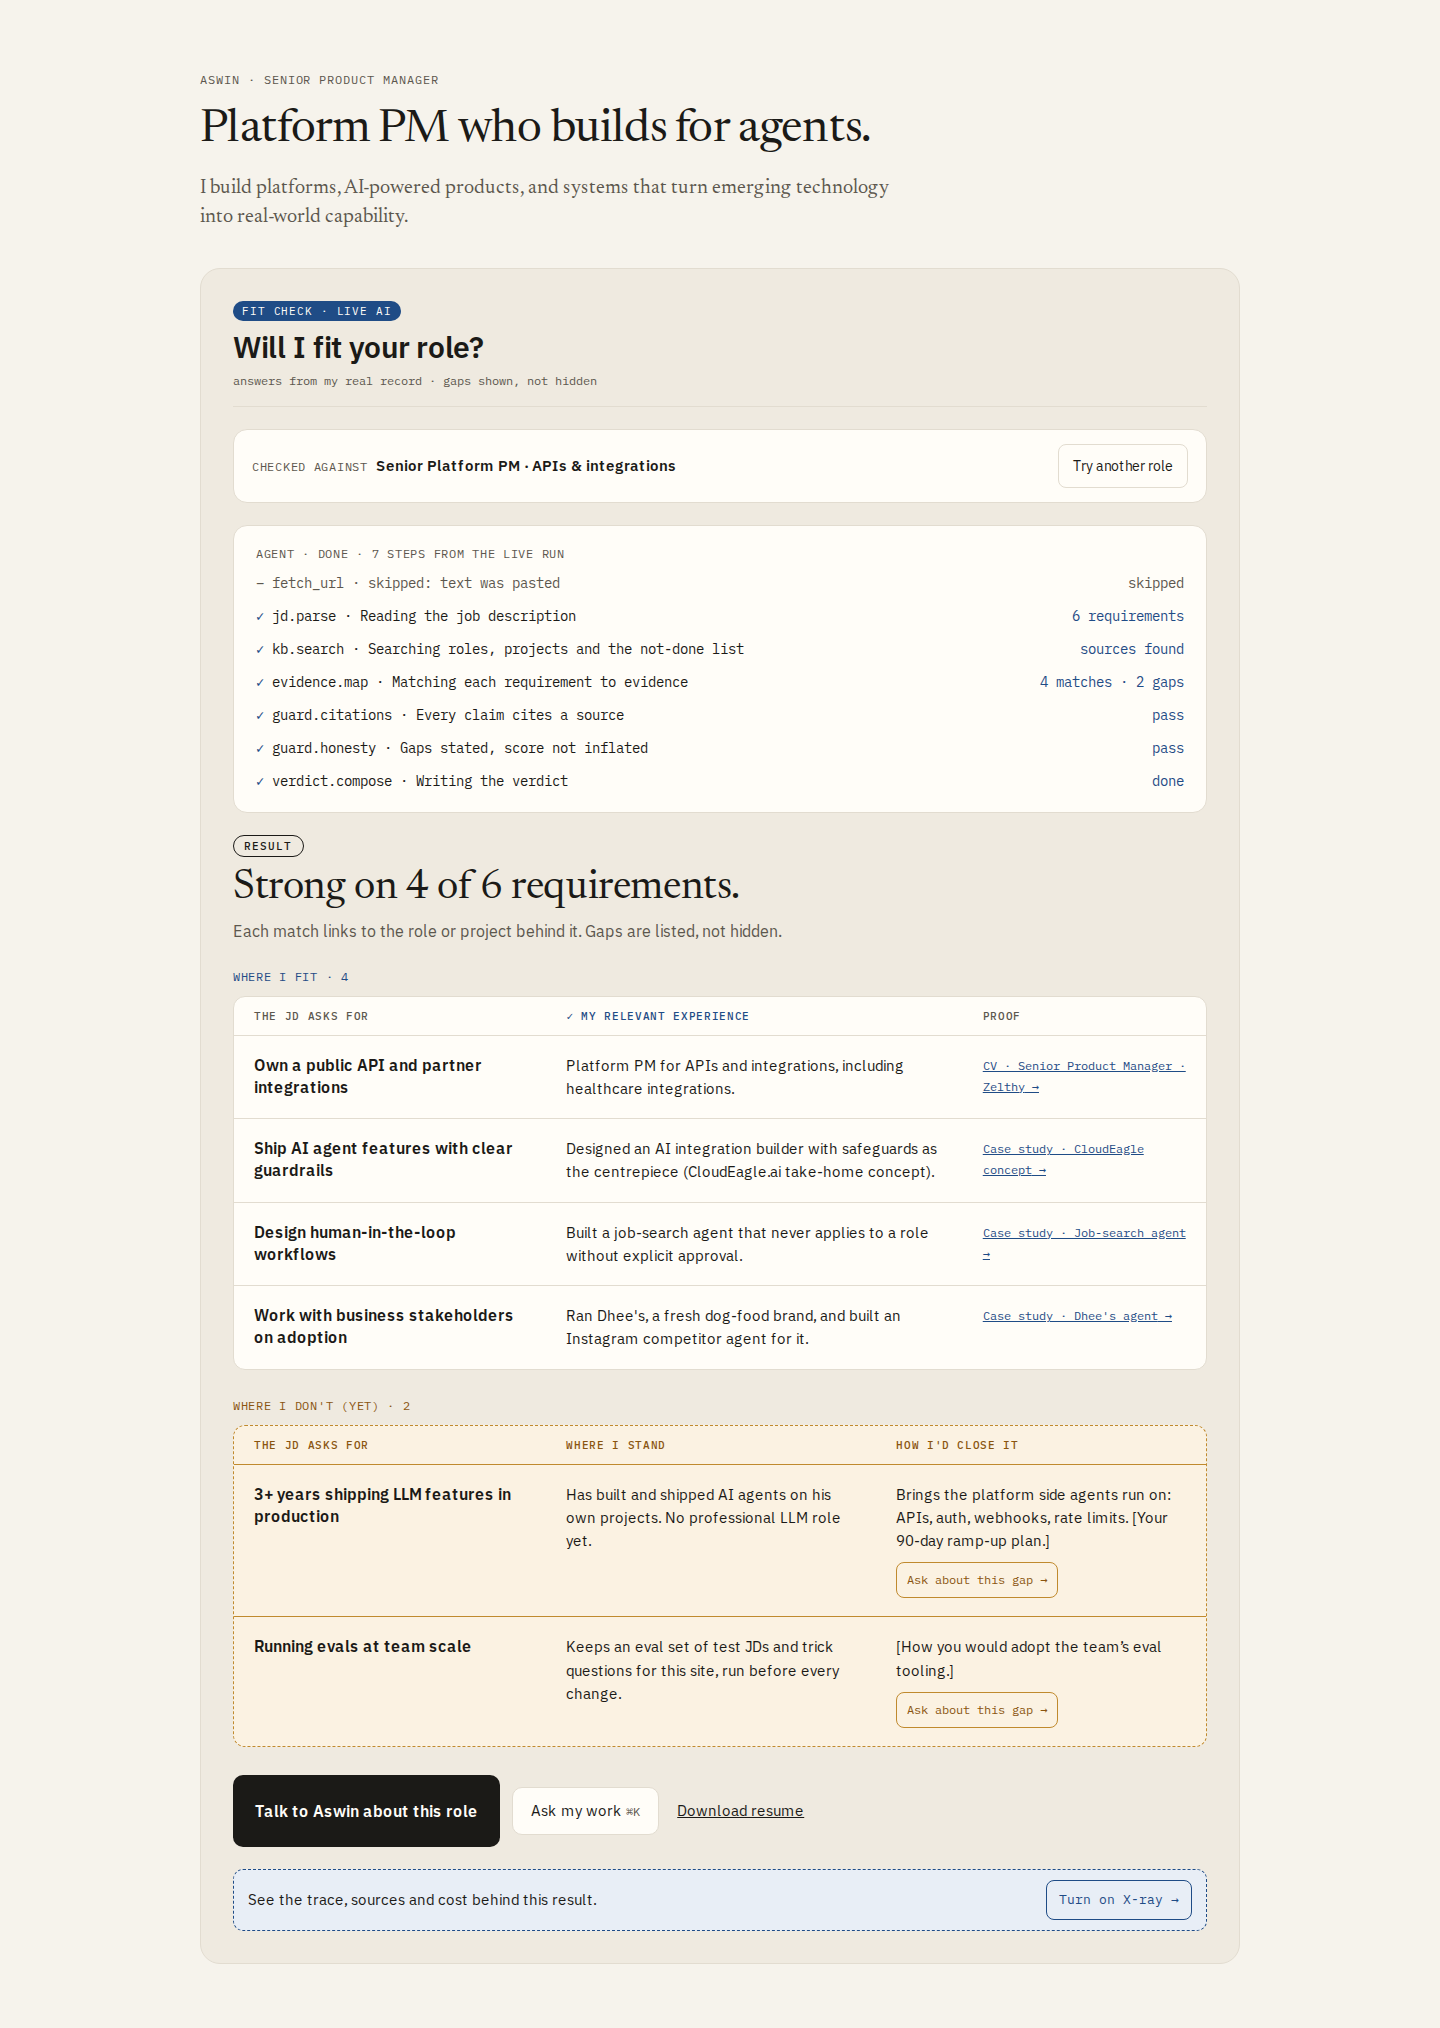 ASWIN · SENIOR PRODUCT MANAGER
Platform PM who builds for agents.
I build platforms, AI-powered products, and systems that turn emerging technology
into real-world capability.
FIT CHECK · LIVE AI
Will I fit your role?
answers from my real record · gaps shown, not hidden
CHECKED AGAINST Senior Platform PM · APIs & integrations
Try another role
AGENT · DONE · 7 STEPS FROM THE LIVE RUN
– fetch_url · skipped: text was pasted skipped
✓ jd.parse · Reading the job description 6 requirements
✓ kb.search · Searching roles, projects and the not-done list sources found
✓ evidence.map · Matching each requirement to evidence 4 matches · 2 gaps
✓ guard.citations · Every claim cites a source pass
✓ guard.honesty · Gaps stated, score not inflated pass
✓ verdict.compose · Writing the verdict done
RESULT
Strong on 4 of 6 requirements.
Each match links to the role or project behind it. Gaps are listed, not hidden.
WHERE I FIT · 4
THE JD ASKS FOR
✓ MY RELEVANT EXPERIENCE
PROOF
Own a public API and partner
integrations
Platform PM for APIs and integrations, including
healthcare integrations.
CV · Senior Product Manager ·
Zelthy →
Ship AI agent features with clear
guardrails
Designed an AI integration builder with safeguards as
the centrepiece (CloudEagle.ai take-home concept).
Case study · CloudEagle
concept →
Design human-in-the-loop
workflows
Built a job-search agent that never applies to a role
without explicit approval.
Case study · Job-search agent
→
Work with business stakeholders
on adoption
Ran Dhee's, a fresh dog-food brand, and built an
Instagram competitor agent for it.
Case study · Dhee's agent →
WHERE I DON'T (YET) · 2
THE JD ASKS FOR
WHERE I STAND
HOW I'D CLOSE IT
3+ years shipping LLM features in
production
Has built and shipped AI agents on his
own projects. No professional LLM role
yet.
Brings the platform side agents run on:
APIs, auth, webhooks, rate limits. [Your
90-day ramp-up plan.]
Ask about this gap →
Running evals at team scale
Keeps an eval set of test JDs and trick
questions for this site, run before every
change.
[How you would adopt the team’s eval
tooling.]
Ask about this gap →
Talk to Aswin about this role
Ask my work ⌘K
Download resume
See the trace, sources and cost behind this result.
Turn on X-ray →